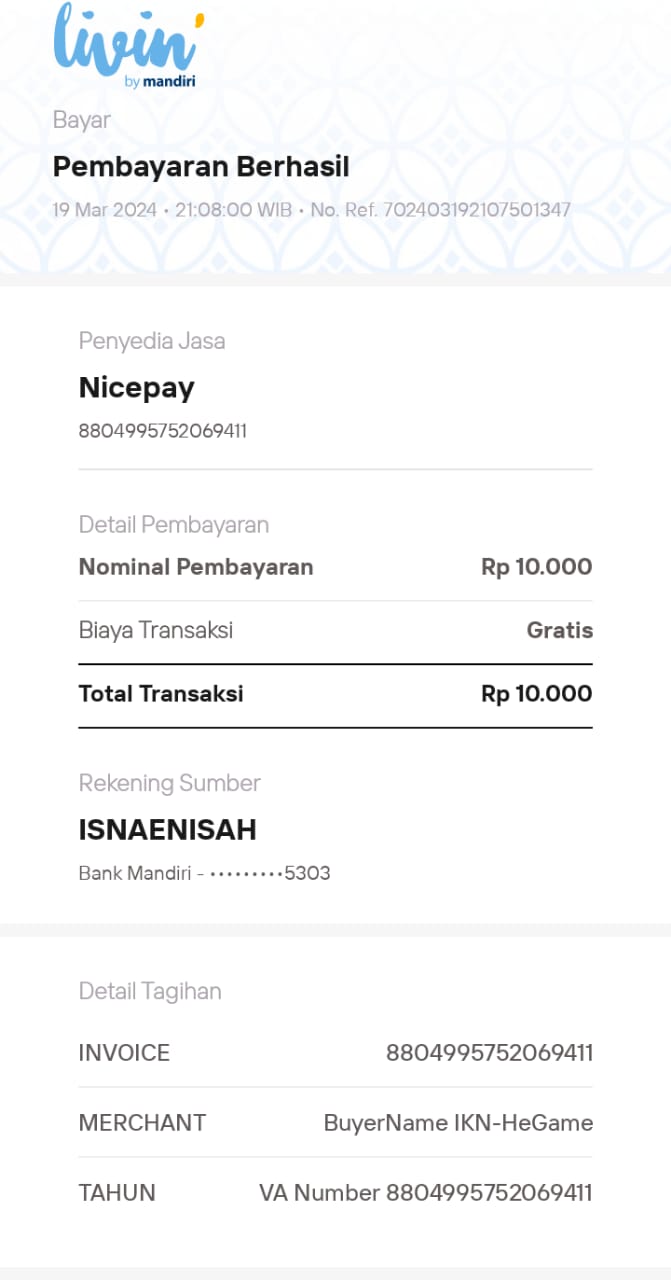 livin'
by mandiri
Bayar
Pembayaran Berhasil
19 Mar 2024 • 21:08:00 WIB • No. Ref. 702403192107501347
Penyedia Jasa
Nicepay
8804995752069411
Detail Pembayaran
Nominal Pembayaran Rp 10.000
Biaya Transaksi Gratis
Total Transaksi Rp 10.000
Rekening Sumber
ISNAENISAH
Bank Mandiri - •••••••••5303
Detail Tagihan
INVOICE 8804995752069411
MERCHANT BuyerName IKN-HeGame
TAHUN VA Number 8804995752069411